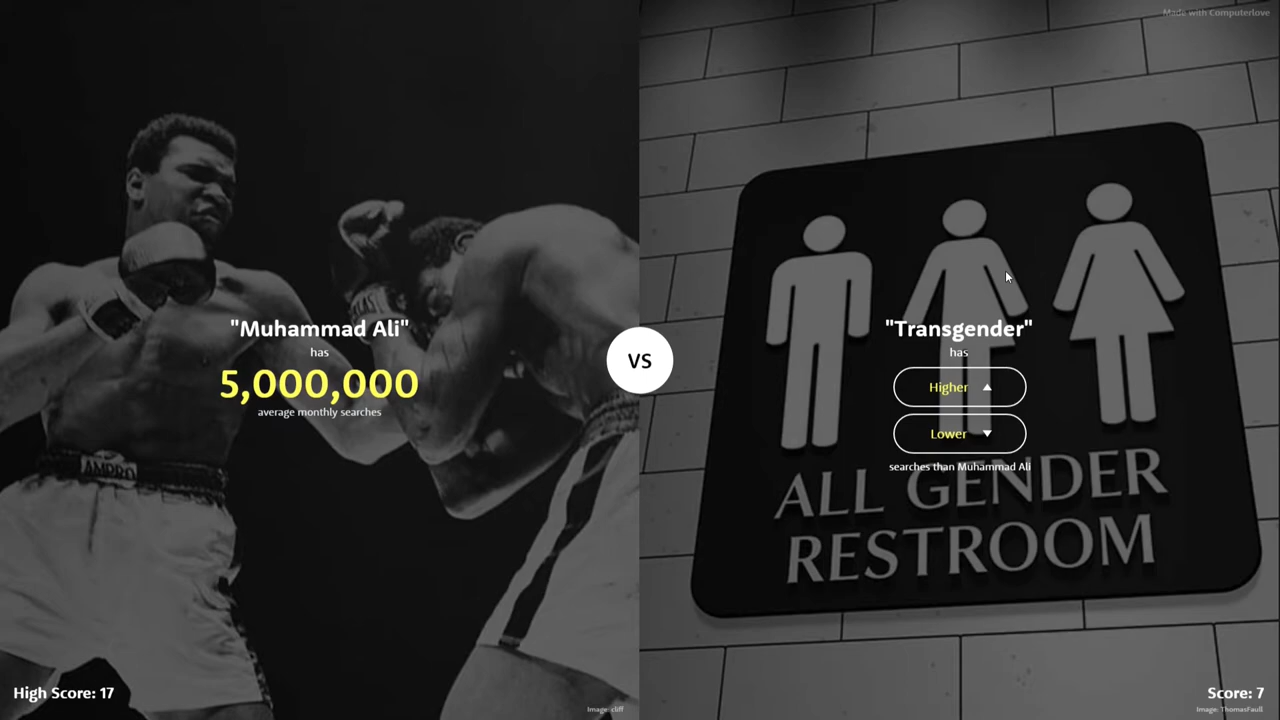 Made with Computerlove
"Muhammad Ali"
has
5,000,000
average monthly searches
VS
"Transgender"
has
Higher
Lower
searches than Muhammad Ali
ALL GENDER
RESTROOM
AMPRO
High Score: 17
Image: cliff
Score: 7
Image: ThomasFaull